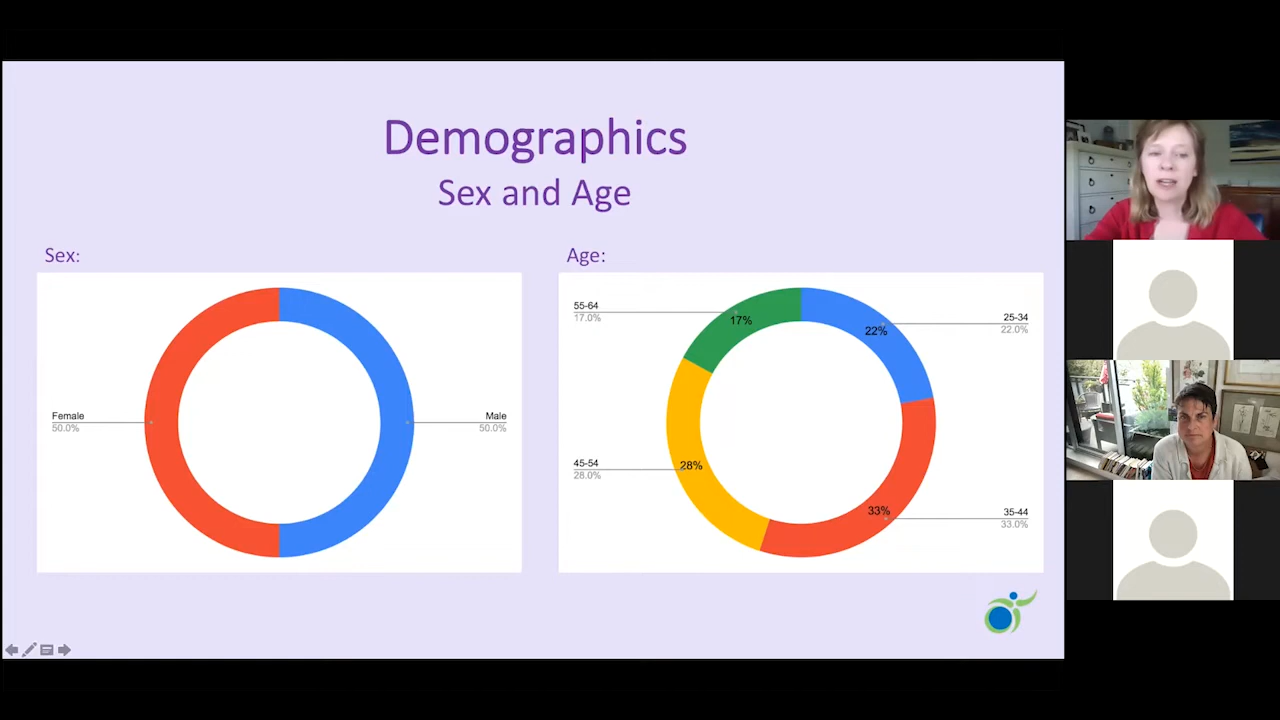 Demographics
Sex and Age
Sex:
Age:
Female
50.0%
Male
50.0%
55-64
17.0%
17%
22%
25-34
22.0%
45-54
28.0%
28%
33%
35-44
33.0%